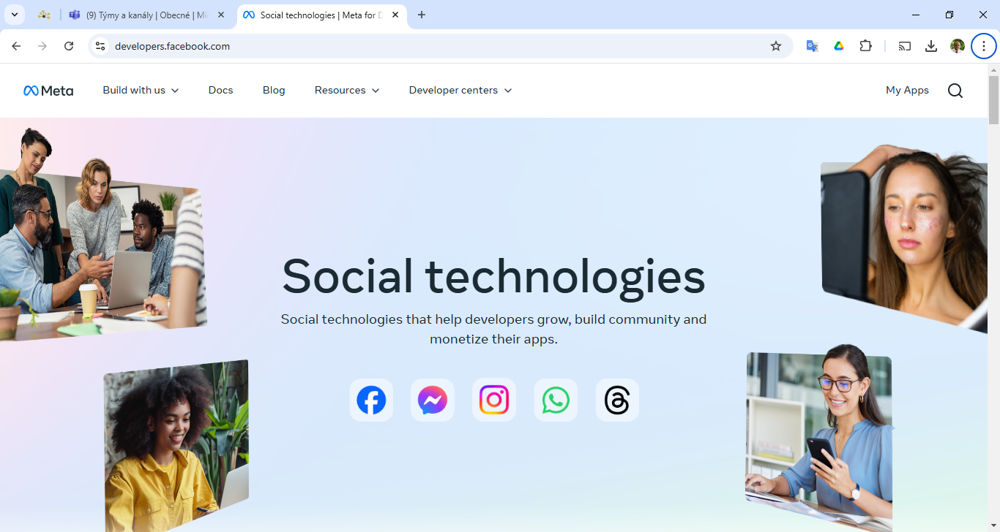 (9) Týmy a kanály | Obecné | Mi
Social technologies | Meta for D
developers.facebook.com
Meta
Build with us
Docs
Blog
Resources
Developer centers
My Apps
Social technologies
Social technologies that help developers grow, build community and
monetize their apps.